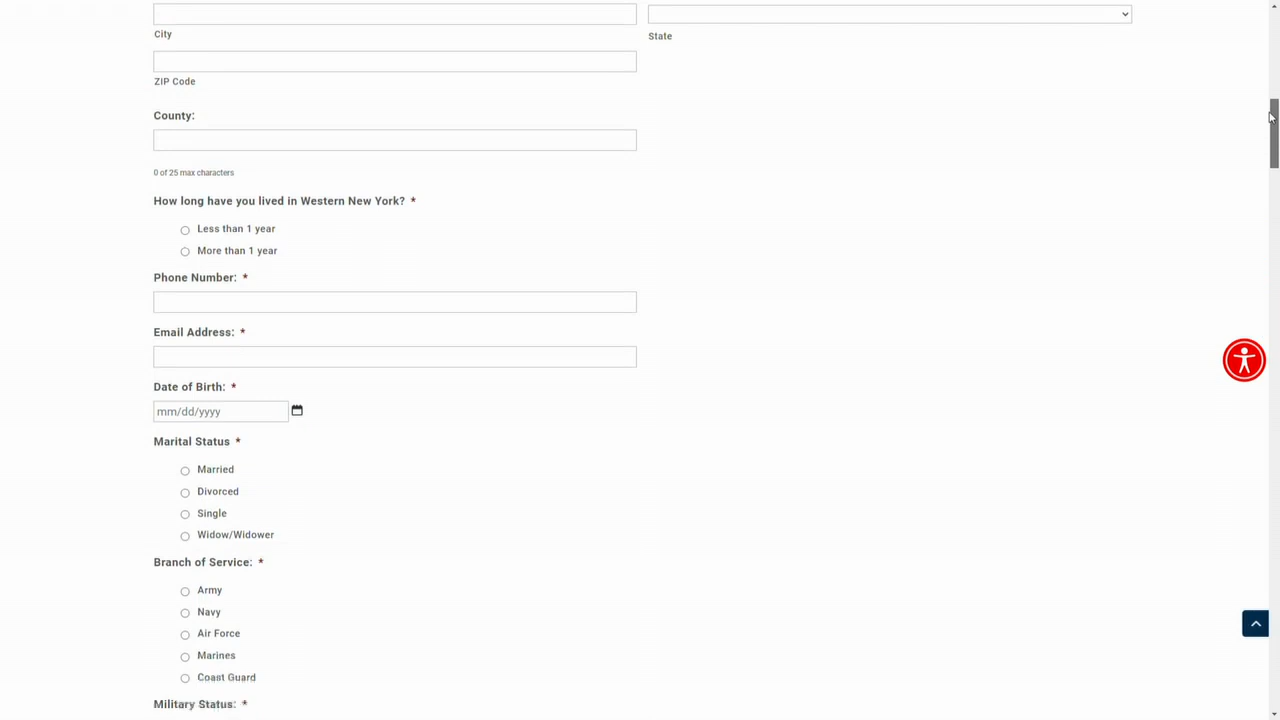 City
State
ZIP Code
County:
0 of 25 max characters
How long have you lived in Western New York? *
Less than 1 year
More than 1 year
Phone Number: *
Email Address: *
Date of Birth: *
mm/dd/yyyy
Marital Status *
Married
Divorced
Single
Widow/Widower
Branch of Service: *
Army
Navy
Air Force
Marines
Coast Guard
Military Status: *